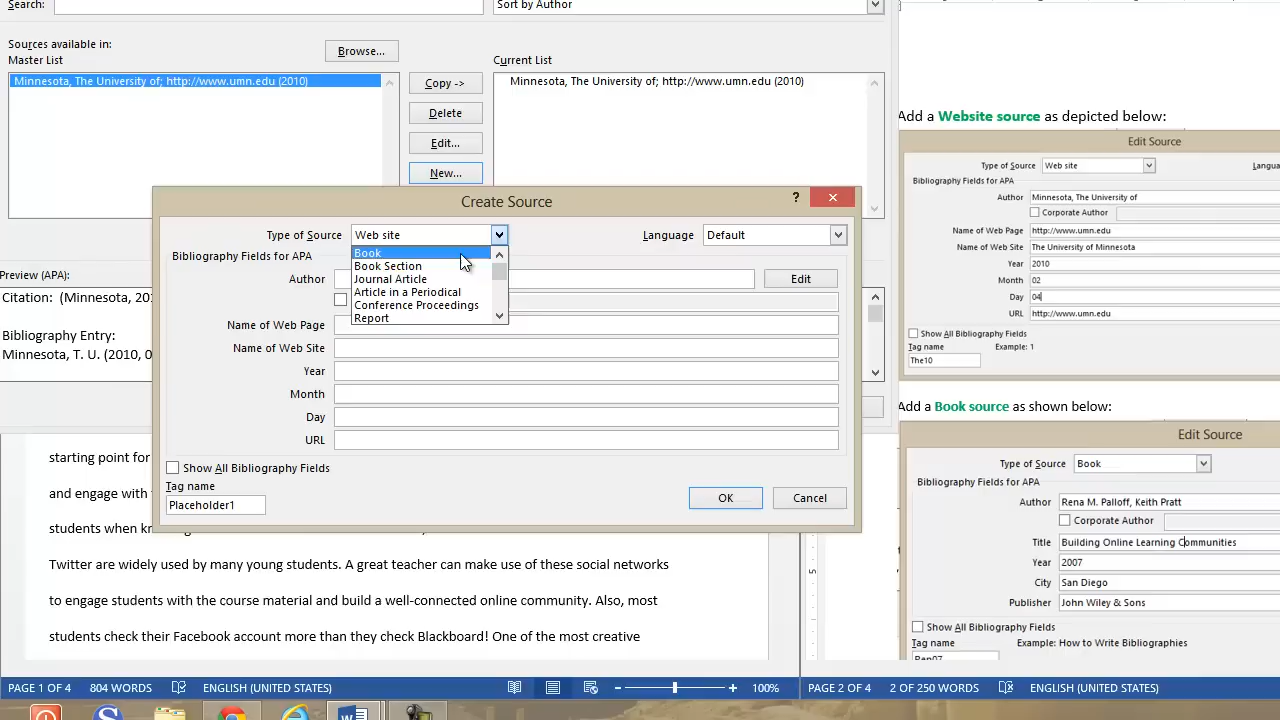 Search:
Sort by Author
Sources available in:
Master List
Browse...
Current List
Minnesota, The University of; http://www.umn.edu (2010)
Copy ->
Minnesota, The University of; http://www.umn.edu (2010)
Delete
Edit...
New...
Create Source
?
Type of Source
Web site
Language
Default
Book
Book Section
Journal Article
Article in a Periodical
Conference Proceedings
Report
Bibliography Fields for APA
Author
Edit
Name of Web Page
Name of Web Site
Year
Month
Day
URL
Show All Bibliography Fields
Tag name
Placeholder1
OK
Cancel
Preview (APA):
Citation: (Minnesota, 20
Bibliography Entry:
Minnesota, T. U. (2010, 0
starting point for
and engage with
students when kn
Twitter are widely used by many young students. A great teacher can make use of these social networks
to engage students with the course material and build a well-connected online community. Also, most
students check their Facebook account more than they check Blackboard! One of the most creative
PAGE 1 OF 4
804 WORDS
ENGLISH (UNITED STATES)
100%
Add a Website source as depicted below:
Edit Source
Type of Source
Web site
Langua
Bibliography Fields for APA
Author
Minnesota, The University of
Corporate Author
Name of Web Page
http://www.umn.edu
Name of Web Site
The University of Minnesota
Year
2010
Month
02
Day
04
URL
http://www.umn.edu
Show All Bibliography Fields
Tag name
Example: 1
The10
Add a Book source as shown below:
Edit Source
Type of Source
Book
Bibliography Fields for APA
Author
Rena M. Palloff, Keith Pratt
Corporate Author
Title
Building Online Learning Communities
Year
2007
City
San Diego
Publisher
John Wiley & Sons
Show All Bibliography Fields
Tag name
Example: How to Write Bibliographies
Ren07
5
PAGE 2 OF 4
2 OF 250 WORDS
ENGLISH (UNITED STATES)